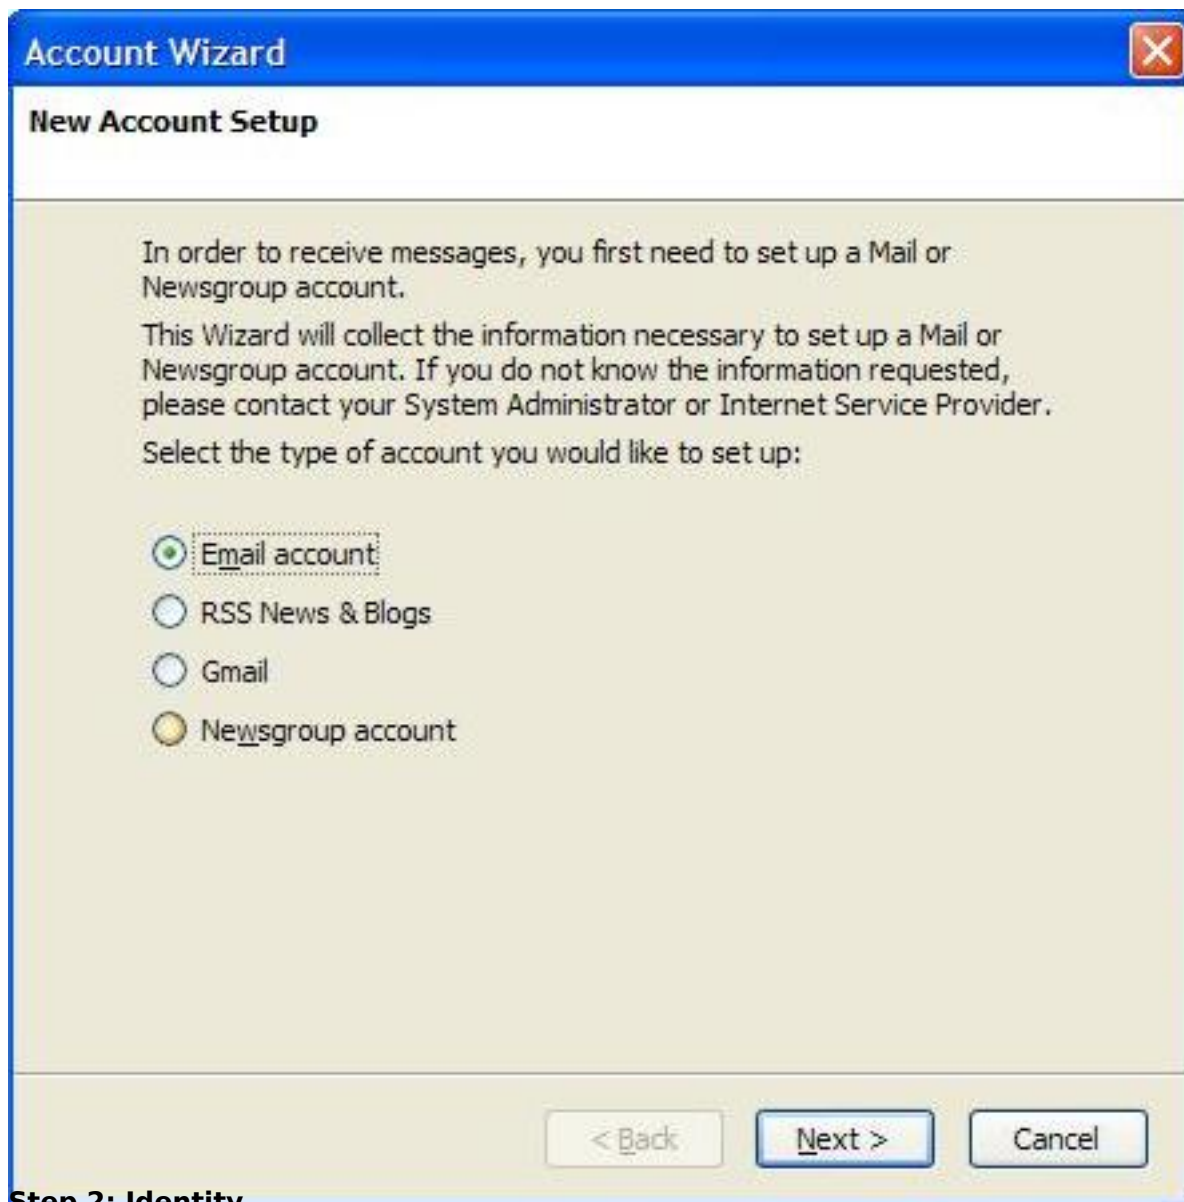 Account Wizard
New Account Setup
In order to receive messages, you first need to set up a Mail or
Newsgroup account.
This Wizard will collect the information necessary to set up a Mail or
Newsgroup account. If you do not know the information requested,
please contact your System Administrator or Internet Service Provider.
Select the type of account you would like to set up:
Email account
RSS News & Blogs
Gmail
Newsgroup account
< Back Next > Cancel
Step 2: Identity